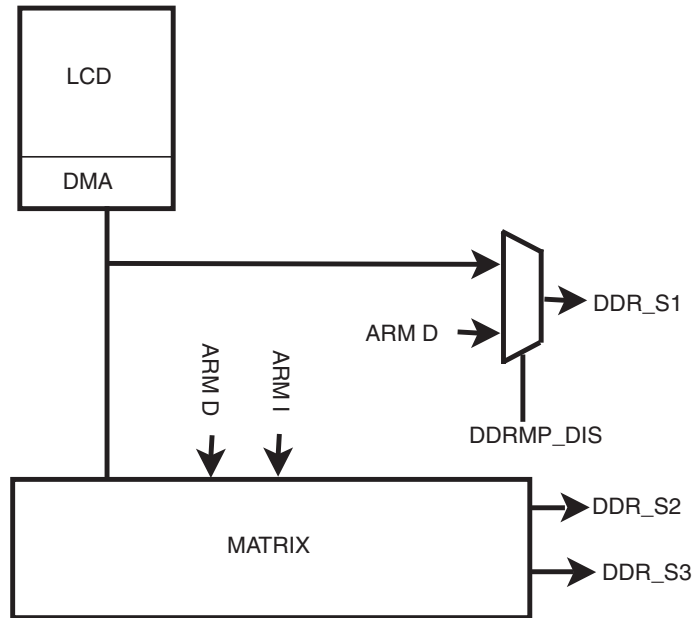 LCD
DMA
DDR_S1
ARM D
ARM D
ARM I
DDRMP_DIS
DDR_S2
MATRIX
DDR_S3